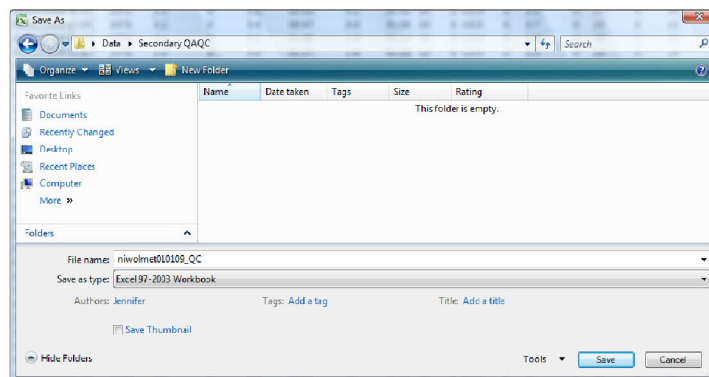 Save As
Data ▸ Secondary QAQC
Search
Organize Views New Folder
Favorite Links
Documents
Recently Changed
Desktop
Recent Places
Computer
More »
Folders
Name Date taken Tags Size Rating
This folder is empty.
File name: niwolmet010109_QC
Save as type: Excel 97-2003 Workbook
Authors: Jennifer Tags: Add a tag Title: Add a title
Save Thumbnail
Hide Folders
Tools Save Cancel